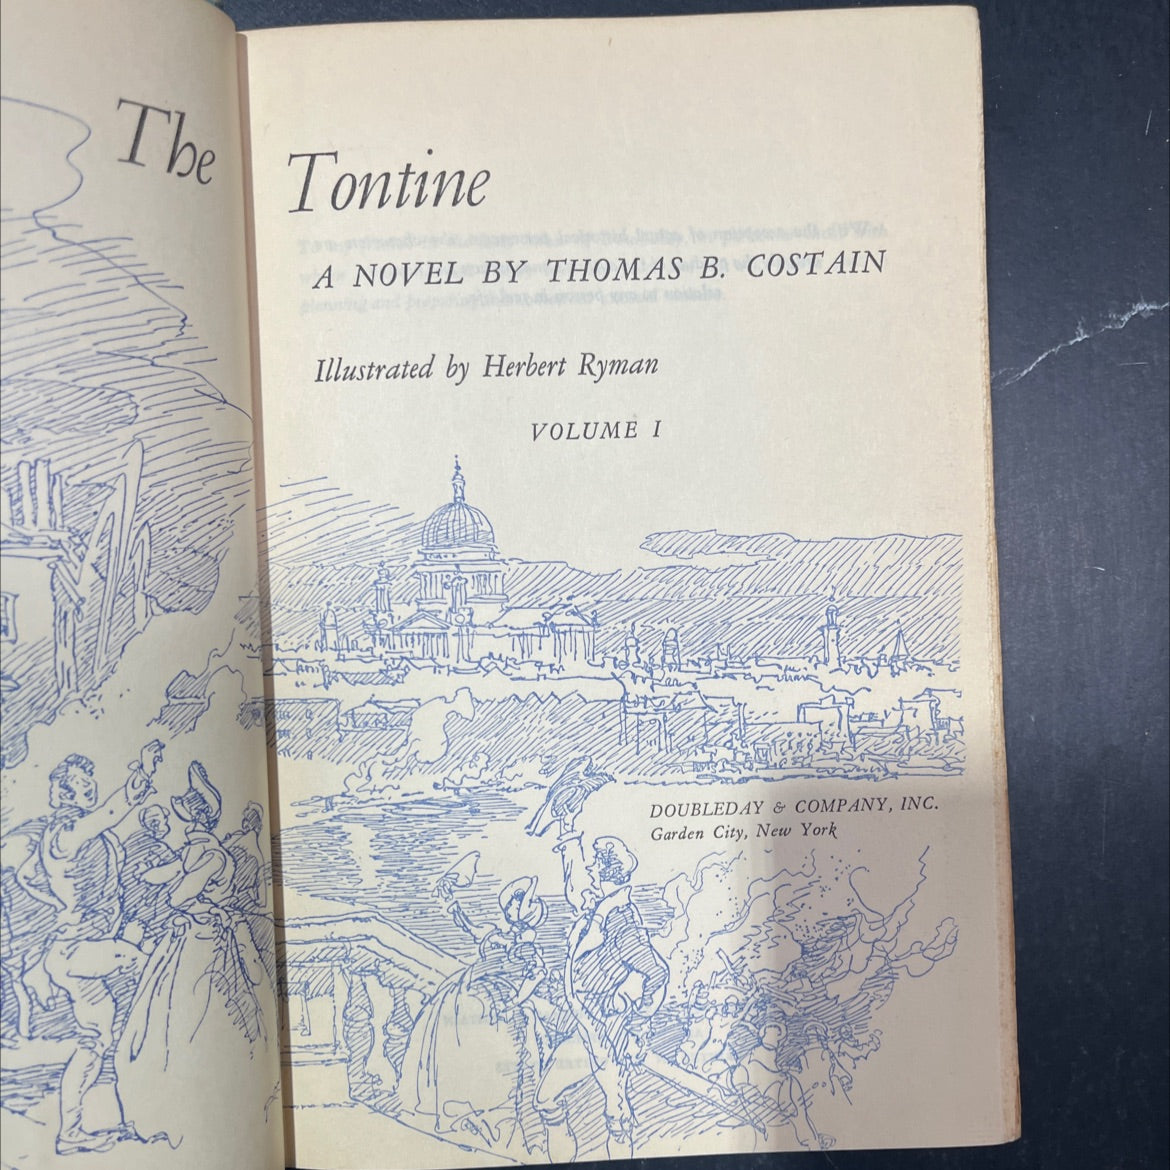 The Tontine
A NOVEL BY THOMAS B. COSTAIN
Illustrated by Herbert Ryman
VOLUME I
DOUBLEDAY & COMPANY, INC.
Garden City, New York